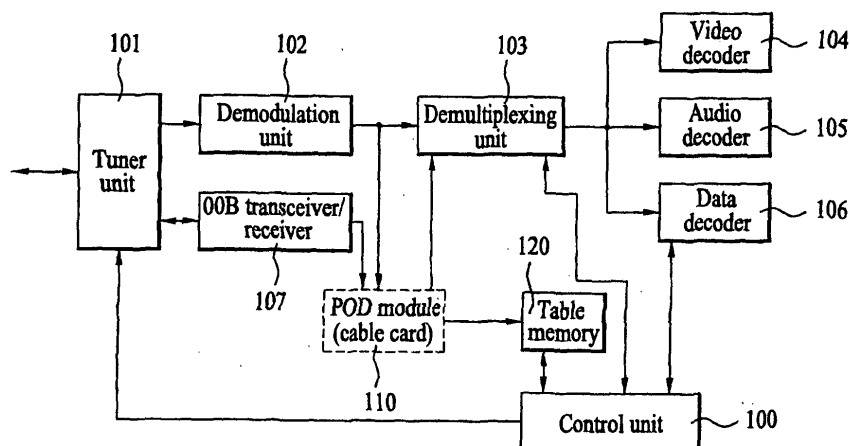 101
102
103
Video
decoder
104
Demodulation
unit
Demultiplexing
unit
Audio
decoder
105
Tuner
unit
00B transceiver/
receiver
Data
decoder
106
107
120
POD module
(cable card)
Table
memory
110
Control unit
100